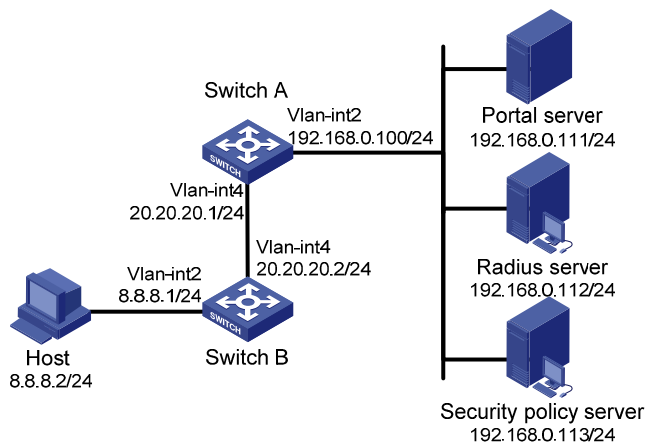 Switch A
Vlan-int2
192.168.0.100/24
Portal server
192.168.0.111/24
SWITCH
Vlan-int4
20.20.20.1/24
Radius server
192.168.0.112/24
Vlan-int4
20.20.20.2/24
Vlan-int2
8.8.8.1/24
SWITCH
Host
8.8.8.2/24
Switch B
Security policy server
192.168.0.113/24